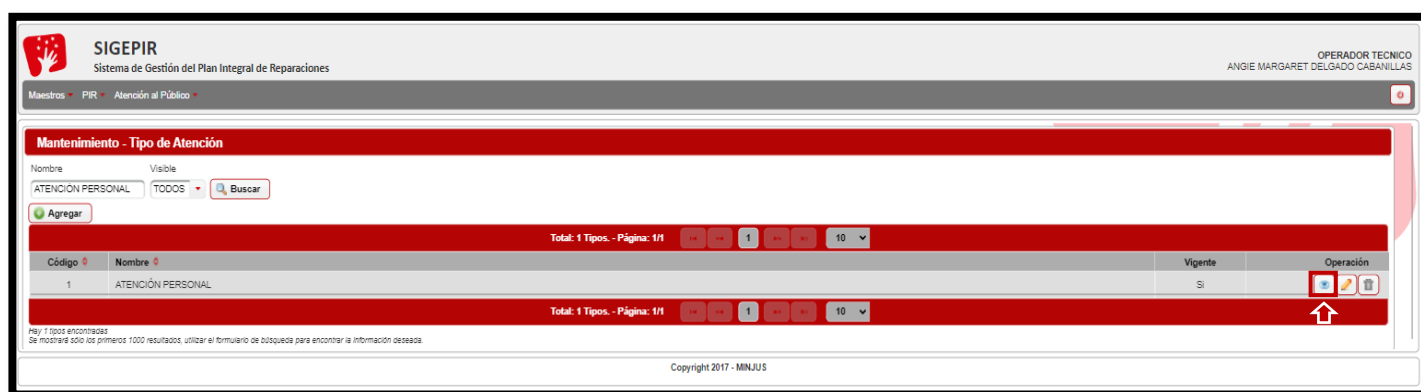 SIGEPIR
Sistema de Gestión del Plan Integral de Reparaciones
OPERADOR TECNICO
ANGIE MARGARET DELGADO CABANILLAS
Maestros PIR Atención al Público
Mantenimiento - Tipo de Atención
Nombre Visible
ATENCIÓN PERSONAL TODOS Buscar
Agregar
Total: 1 Tipos. - Página: 1/1 1 10
Código Nombre Vigente Operación
1 ATENCIÓN PERSONAL Si
Total: 1 Tipos. - Página: 1/1 1 10
Hay 1 tipos encontradas
Se mostrará sólo los primeros 1000 resultados, utilizar el formulario de búsqueda para encontrar la información deseada.
Copyright 2017 - MINJUS